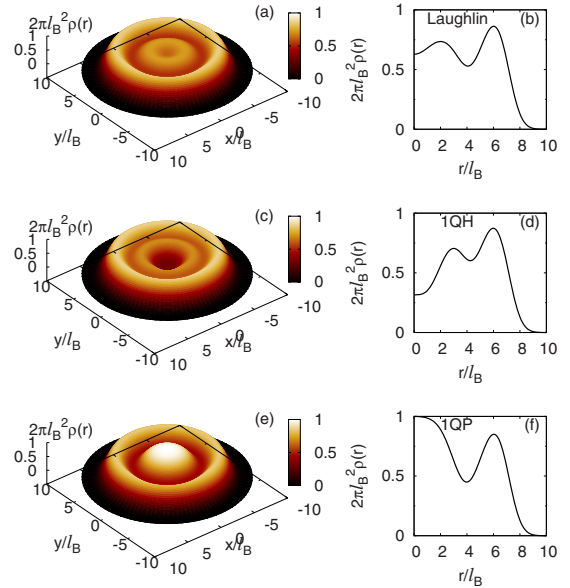 2πl_B²ρ(r)
(a)
1
0.5
0
10
5
0
-5
-10
y/l_B
10
5
0
-5
-10
x/l_B
1
0.5
0
Laughlin
(b)
2πl_B²ρ(r)
1
0.5
0
0 2 4 6 8 10
r/l_B
2πl_B²ρ(r)
(c)
1
0.5
0
10
5
0
-5
-10
y/l_B
10
5
0
-5
-10
x/l_B
1
0.5
0
1QH
(d)
2πl_B²ρ(r)
1
0.5
0
0 2 4 6 8 10
r/l_B
2πl_B²ρ(r)
(e)
1
0.5
0
10
5
0
-5
-10
y/l_B
10
5
0
-5
-10
x/l_B
1
0.5
0
1QP
(f)
2πl_B²ρ(r)
1
0.5
0
0 2 4 6 8 10
r/l_B